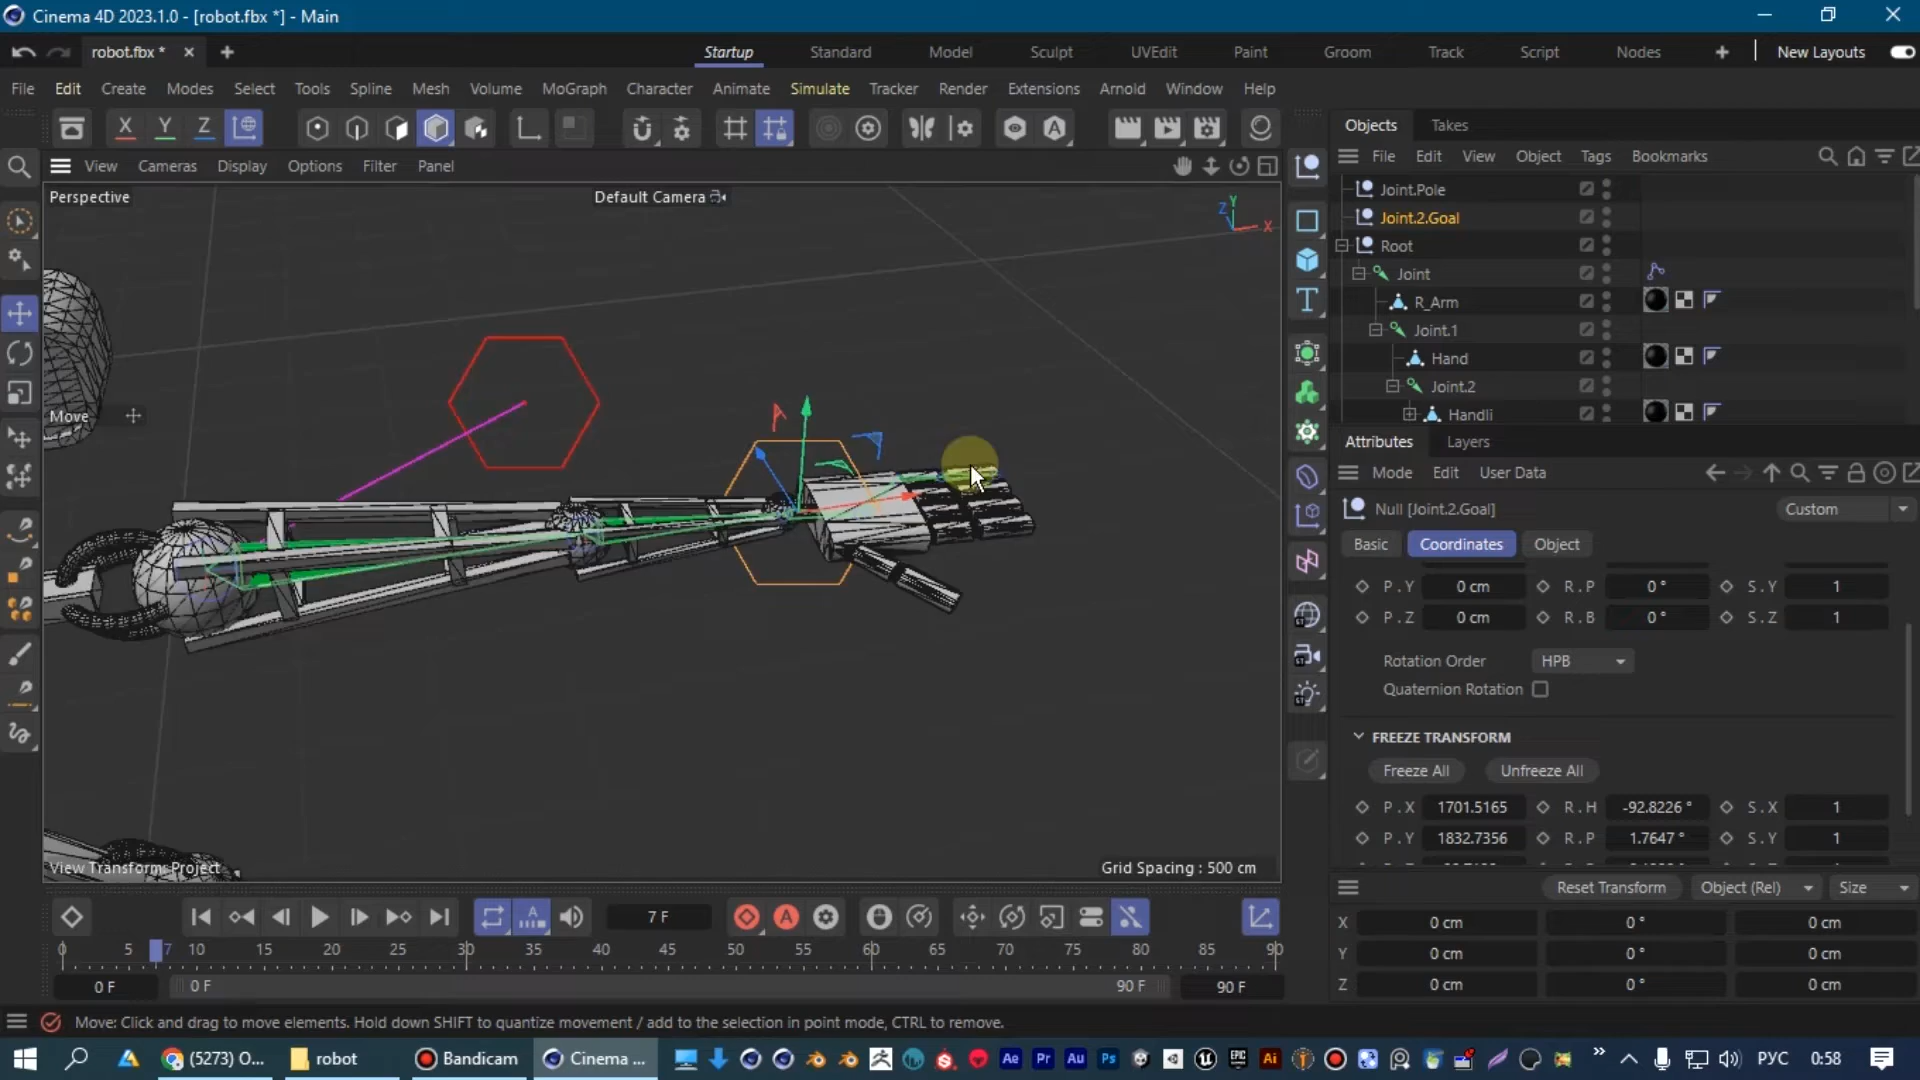 Cinema 4D 2023.1.0 - [robot.fbx *] - Main
robot.fbx *
Startup Standard Model Sculpt UVEdit Paint Groom Track Script Nodes New Layouts
File Edit Create Modes Select Tools Spline Mesh Volume MoGraph Character Animate Simulate Tracker Render Extensions Arnold Window Help
X Y Z
Objects Takes
View Cameras Display Options Filter Panel
File Edit View Object Tags Bookmarks
Perspective
Default Camera
Y
Z
X
Joint.Pole
Joint.2.Goal
Root
Joint
R_Arm
Joint.1
Hand
Joint.2
Handli
Move
Attributes Layers
Mode Edit User Data
Null [Joint.2.Goal]
Custom
Basic Coordinates Object
P . Y 0 cm R . P 0 ° S . Y 1
P . Z 0 cm R . B 0 ° S . Z 1
Rotation Order HPB
Quaternion Rotation
FREEZE TRANSFORM
Freeze All Unfreeze All
P . X 1701.5165 R . H -92.8226 ° S . X 1
P . Y 1832.7356 R . P 1.7647 ° S . Y 1
View Transform: Project
Grid Spacing : 500 cm
Reset Transform Object (Rel) Size
7 F
X 0 cm 0 ° 0 cm
Y 0 cm 0 ° 0 cm
Z 0 cm 0 ° 0 cm
0 5 7 10 15 20 25 30 35 40 45 50 55 60 65 70 75 80 85 90
0 F 0 F 90 F 90 F
Move: Click and drag to move elements. Hold down SHIFT to quantize movement / add to the selection in point mode, CTRL to remove.
(5273) O... robot Bandicam Cinema ... Ae Pr Au Ps EPIC Ai РУС 0:58